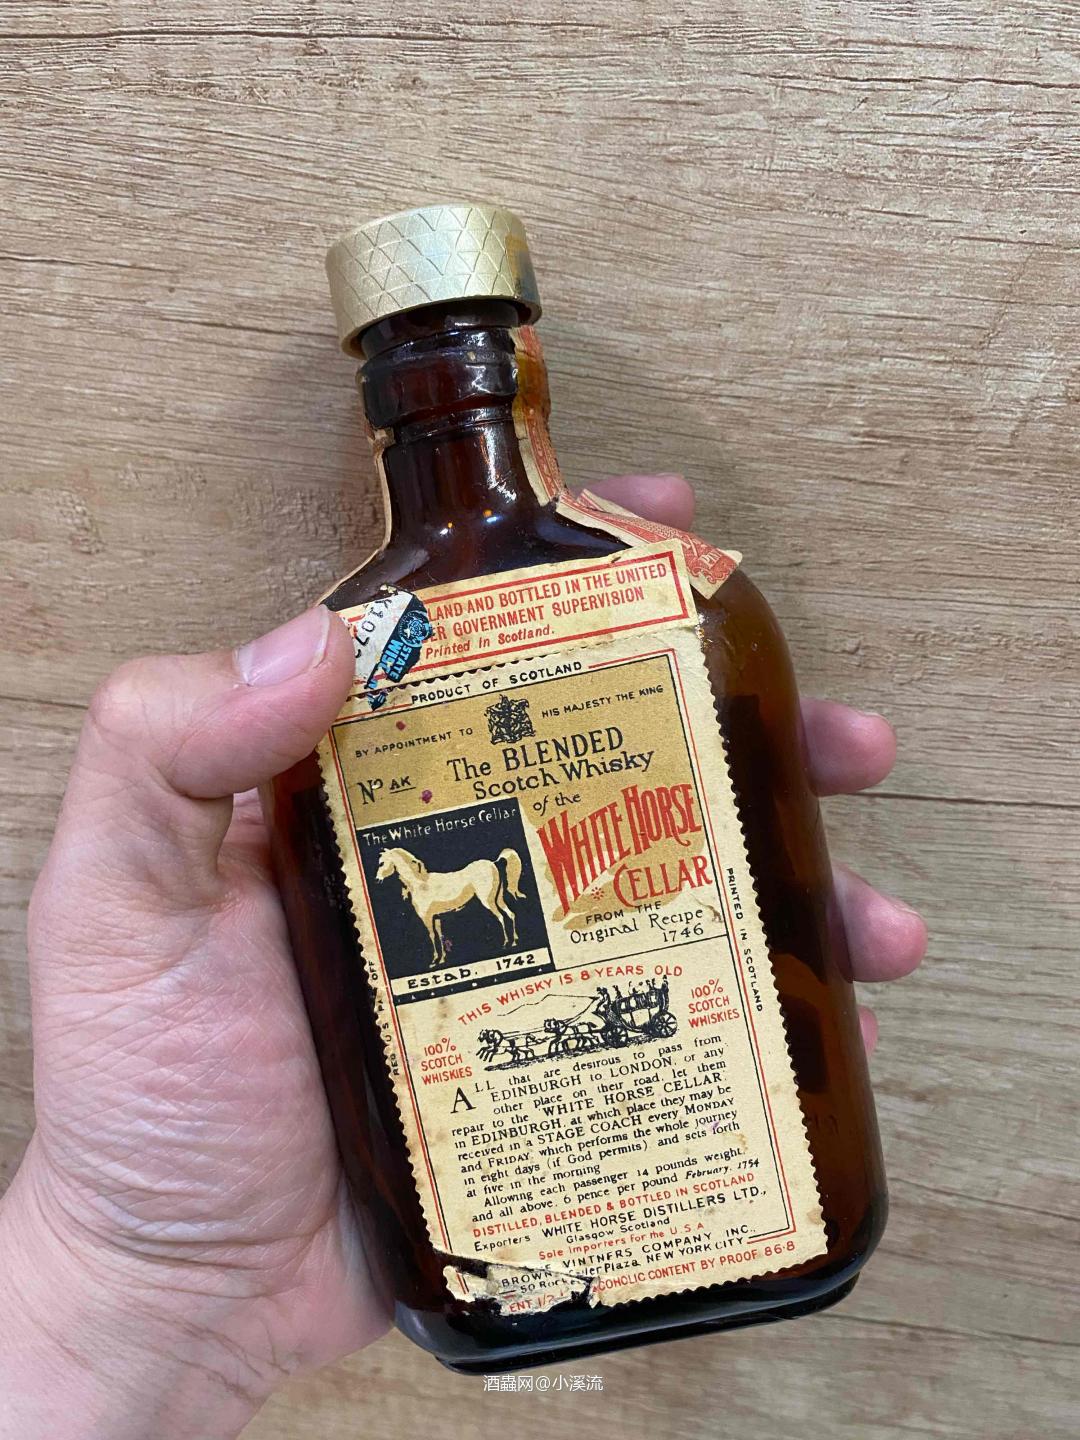 K107
STATE
LAND AND BOTTLED IN THE UNITED
ER GOVERNMENT SUPERVISION
Printed in Scotland.
PRODUCT OF SCOTLAND
BY APPOINTMENT TO HIS MAJESTY THE KING
No AK
The BLENDED
Scotch Whisky
of the
WHITE HORSE
CELLAR
FROM THE
Original Recipe
1746
The White Horse Cellar
Estab. 1742
THIS WHISKY IS 8 YEARS OLD
100%
SCOTCH
WHISKIES
100%
SCOTCH
WHISKIES
ALL that are desirous to pass from
EDINBURGH to LONDON, or any
other place on their road, let them
repair to the WHITE HORSE CELLAR
in EDINBURGH, at which place they may be
received in a STAGE COACH every MONDAY
and FRIDAY, which performs the whole journey
in eight days (if God permits) and sets forth
at five in the morning
Allowing each passenger 14 pounds weight,
and all above, 6 pence per pound February, 1754
DISTILLED, BLENDED & BOTTLED IN SCOTLAND
Exporters WHITE HORSE DISTILLERS LTD.,
Glasgow Scotland
Sole Importers for the U.S.A
BROWNE VINTNERS COMPANY INC.,
NEW YORK CITY
COHOLIC CONTENT BY PROOF 86·8
PRINTED IN SCOTLAND
REG. U.S. OFF
酒蟲网@小溪流